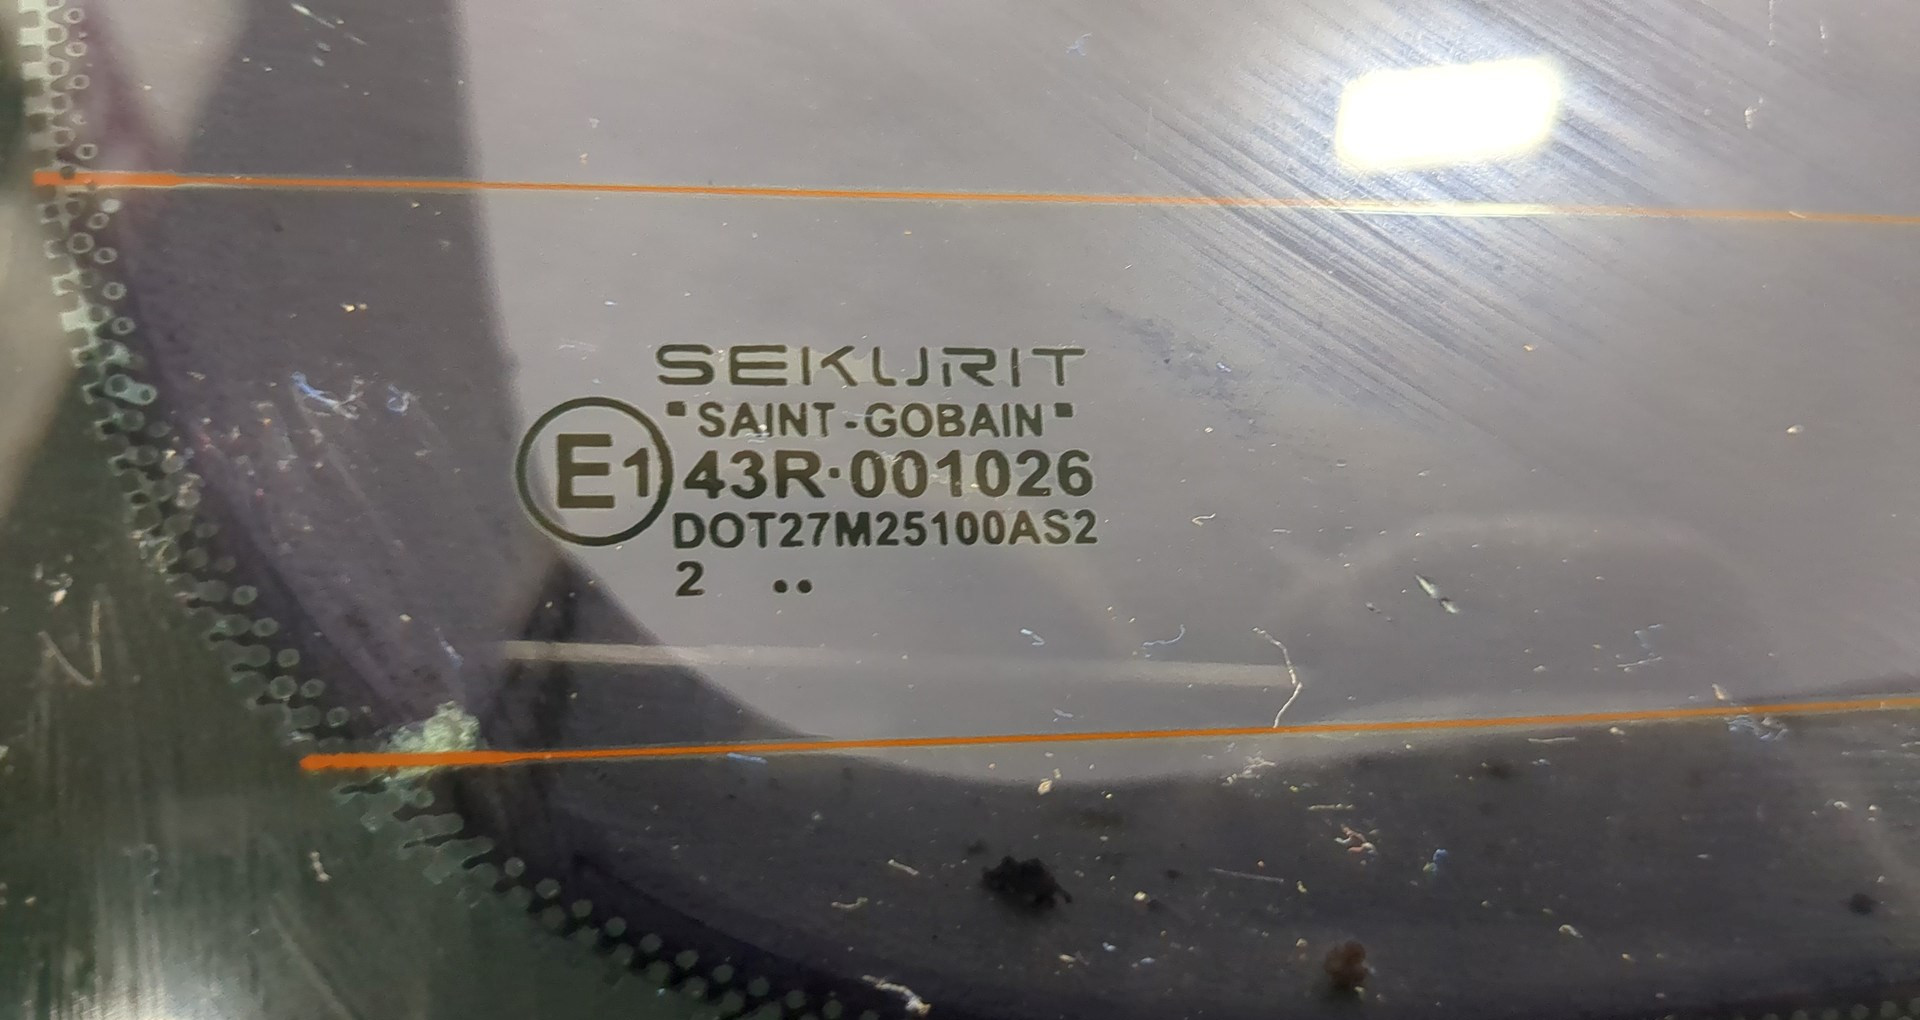 SEKURIT
"SAINT-GOBAIN"
E1 43R·001026
DOT27M25100AS2
2 ..